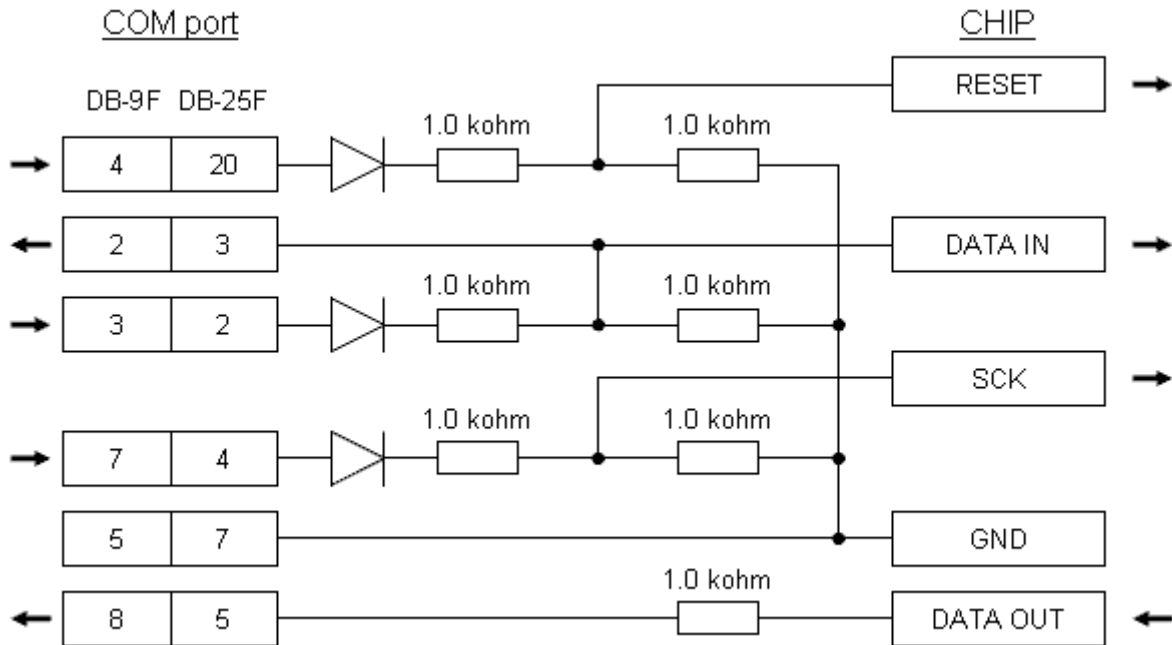 COM port CHIP
DB-9F DB-25F RESET
1.0 kohm 1.0 kohm
4 20
2 3 DATA IN
1.0 kohm 1.0 kohm
3 2
SCK
1.0 kohm 1.0 kohm
7 4
5 7 GND
1.0 kohm
8 5 DATA OUT